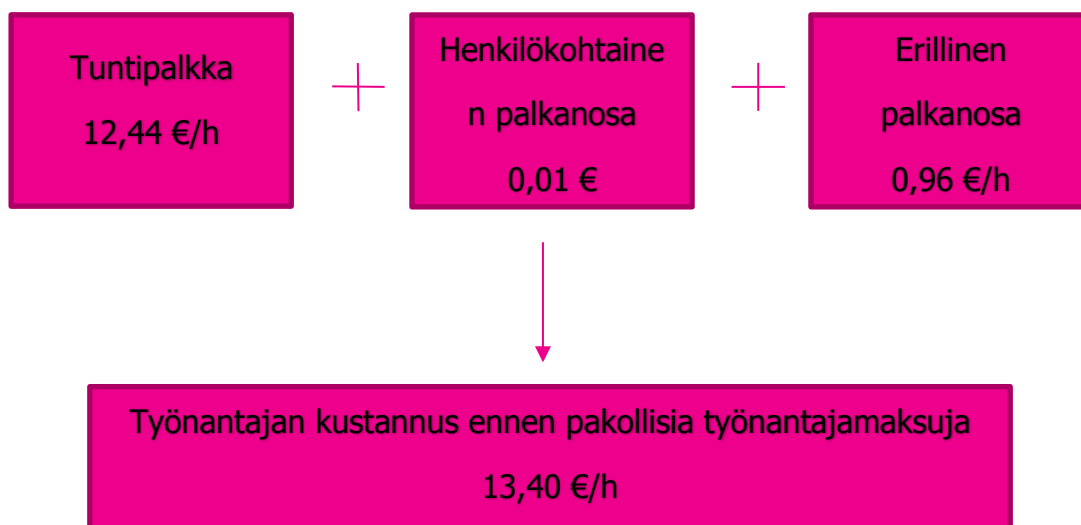 Tuntipalkka
12,44 €/h
Henkilökohtaine
n palkanosa
0,01 €
Erillinen
palkanosa
0,96 €/h
Työnantajan kustannus ennen pakollisia työnantajamaksuja
13,40 €/h